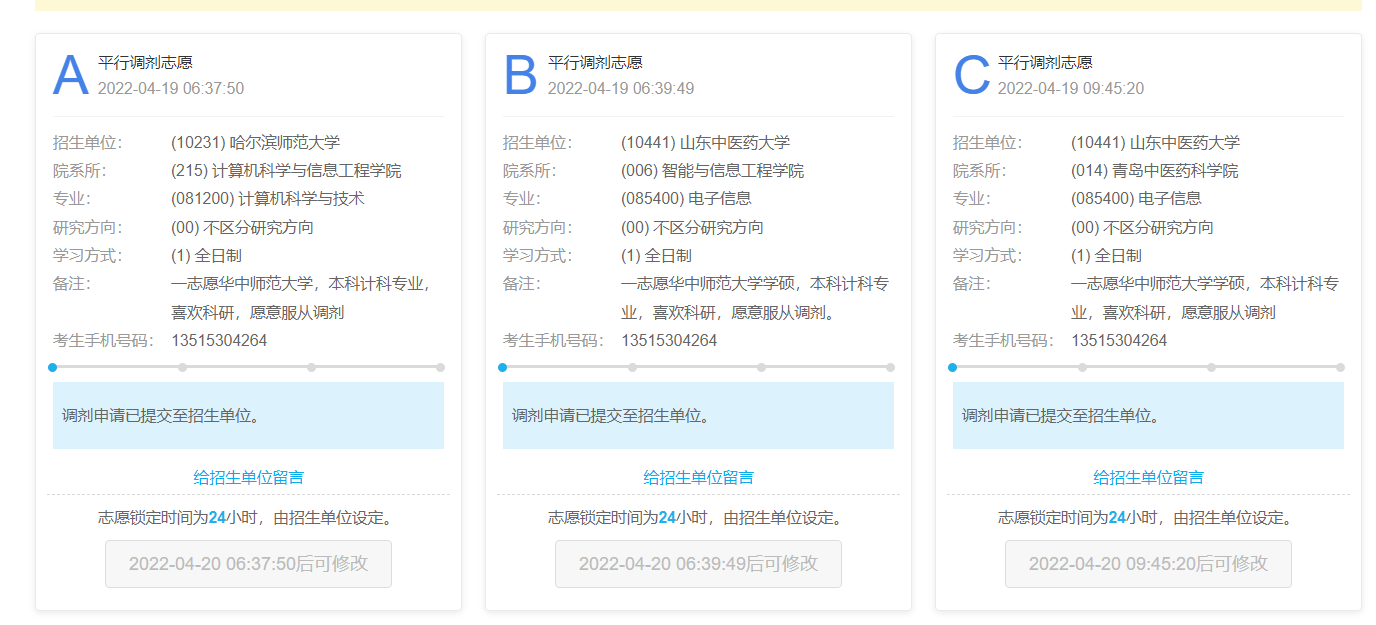 A 平行调剂志愿
2022-04-19 06:37:50
招生单位： (10231) 哈尔滨师范大学
院系所： (215) 计算机科学与信息工程学院
专业： (081200) 计算机科学与技术
研究方向： (00) 不区分研究方向
学习方式： (1) 全日制
备注： 一志愿华中师范大学，本科计科专业，
喜欢科研，愿意服从调剂
考生手机号码： 13515304264
调剂申请已提交至招生单位。
给招生单位留言
志愿锁定时间为24小时，由招生单位设定。
2022-04-20 06:37:50后可修改
B 平行调剂志愿
2022-04-19 06:39:49
招生单位： (10441) 山东中医药大学
院系所： (006) 智能与信息工程学院
专业： (085400) 电子信息
研究方向： (00) 不区分研究方向
学习方式： (1) 全日制
备注： 一志愿华中师范大学学硕，本科计科专
业，喜欢科研，愿意服从调剂。
考生手机号码： 13515304264
调剂申请已提交至招生单位。
给招生单位留言
志愿锁定时间为24小时，由招生单位设定。
2022-04-20 06:39:49后可修改
C 平行调剂志愿
2022-04-19 09:45:20
招生单位： (10441) 山东中医药大学
院系所： (014) 青岛中医药科学院
专业： (085400) 电子信息
研究方向： (00) 不区分研究方向
学习方式： (1) 全日制
备注： 一志愿华中师范大学学硕，本科计科专
业，喜欢科研，愿意服从调剂
考生手机号码： 13515304264
调剂申请已提交至招生单位。
给招生单位留言
志愿锁定时间为24小时，由招生单位设定。
2022-04-20 09:45:20后可修改